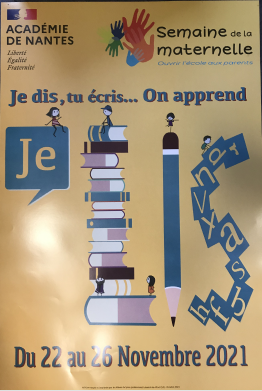 ACADÉMIE
DE NANTES
Liberté
Égalité
Fraternité
Semaine de la
maternelle
Ouvrir l'école aux parents
Je dis, tu écris... On apprend
Je
Du 22 au 26 Novembre 2021